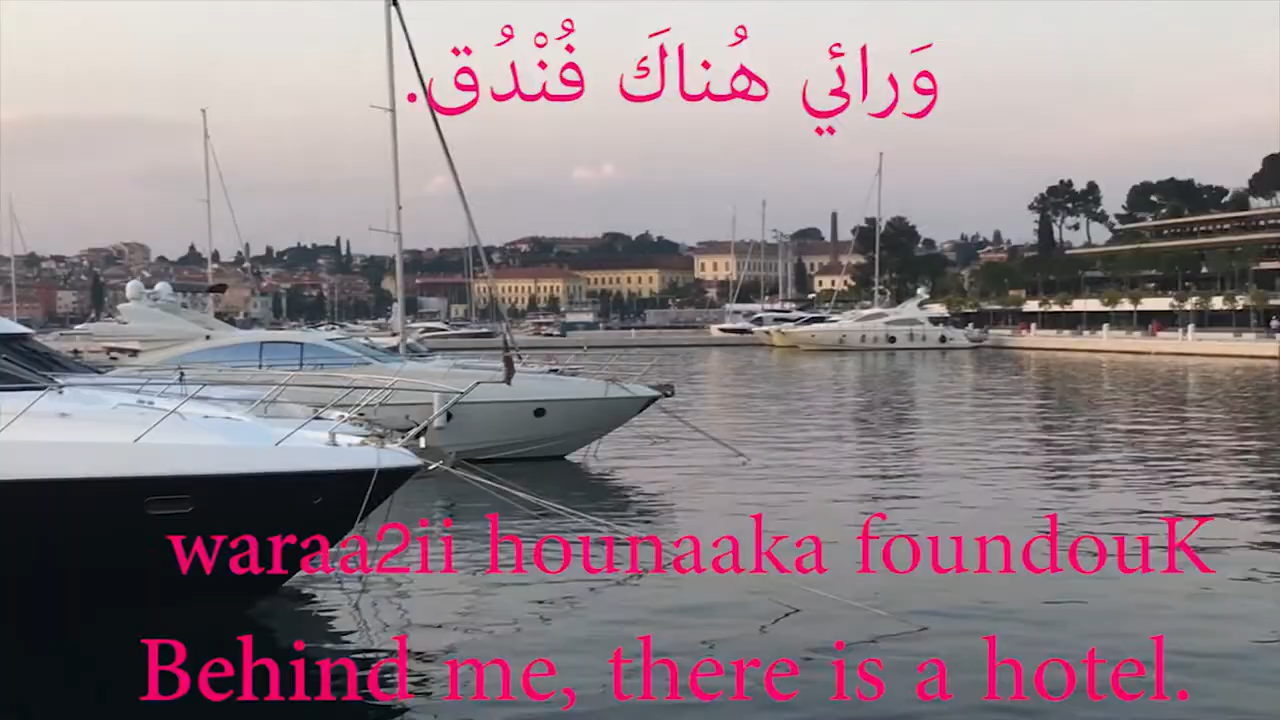 وَرائي هُناكَ فُنْدُق.
waraa2ii hounaaka foundouK
Behind me, there is a hotel.